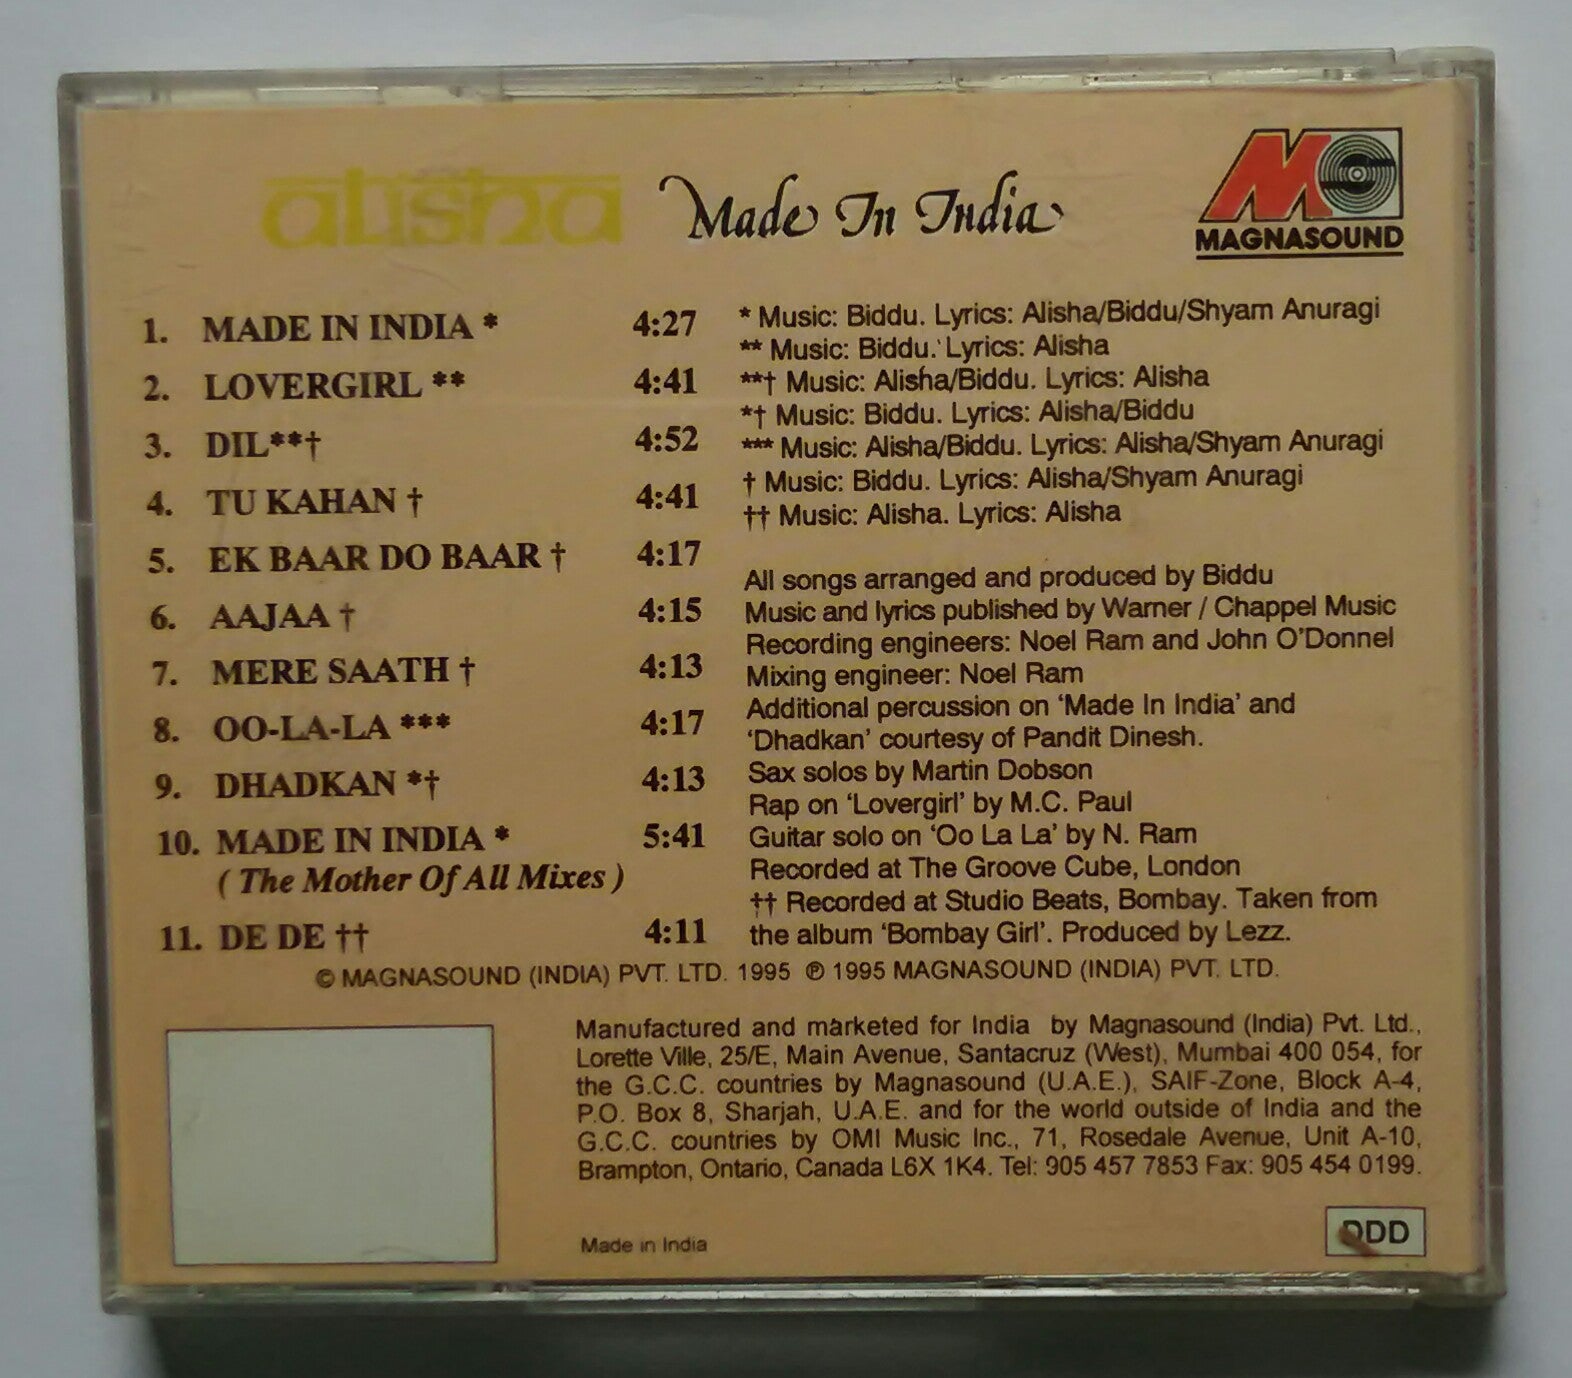 alisha Made In India
MAGNASOUND
1. MADE IN INDIA * 4:27
2. LOVERGIRL ** 4:41
3. DIL**† 4:52
4. TU KAHAN † 4:41
5. EK BAAR DO BAAR † 4:17
6. AAJAA † 4:15
7. MERE SAATH † 4:13
8. OO-LA-LA *** 4:17
9. DHADKAN *† 4:13
10. MADE IN INDIA * 5:41
( The Mother Of All Mixes )
11. DE DE †† 4:11
* Music: Biddu. Lyrics: Alisha/Biddu/Shyam Anuragi
** Music: Biddu. Lyrics: Alisha
**† Music: Alisha/Biddu. Lyrics: Alisha
*† Music: Biddu. Lyrics: Alisha/Biddu
*** Music: Alisha/Biddu. Lyrics: Alisha/Shyam Anuragi
† Music: Biddu. Lyrics: Alisha/Shyam Anuragi
†† Music: Alisha. Lyrics: Alisha
All songs arranged and produced by Biddu
Music and lyrics published by Warner / Chappel Music
Recording engineers: Noel Ram and John O'Donnel
Mixing engineer: Noel Ram
Additional percussion on 'Made In India' and
'Dhadkan' courtesy of Pandit Dinesh.
Sax solos by Martin Dobson
Rap on 'Lovergirl' by M.C. Paul
Guitar solo on 'Oo La La' by N. Ram
Recorded at The Groove Cube, London
†† Recorded at Studio Beats, Bombay. Taken from
the album 'Bombay Girl'. Produced by Lezz.
© MAGNASOUND (INDIA) PVT. LTD. 1995 ℗ 1995 MAGNASOUND (INDIA) PVT. LTD.
Manufactured and marketed for India by Magnasound (India) Pvt. Ltd.,
Lorette Ville, 25/E, Main Avenue, Santacruz (West), Mumbai 400 054, for
the G.C.C. countries by Magnasound (U.A.E.), SAIF-Zone, Block A-4,
P.O. Box 8, Sharjah, U.A.E. and for the world outside of India and the
G.C.C. countries by OMI Music Inc., 71, Rosedale Avenue, Unit A-10,
Brampton, Ontario, Canada L6X 1K4. Tel: 905 457 7853 Fax: 905 454 0199.
Made in India
DDD